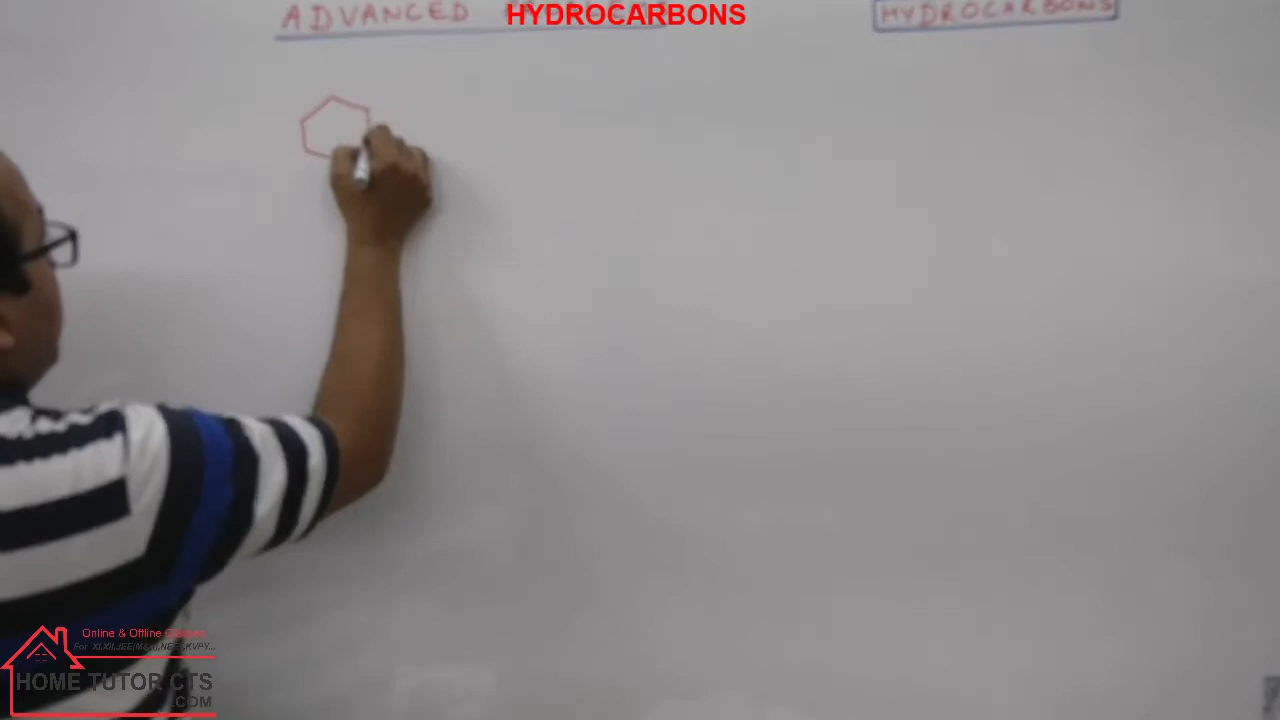 ADVANCED
HYDROCARBONS
HYDROCARBONS
Online & Offline Classes
HOME TUTOR CTS
.COM